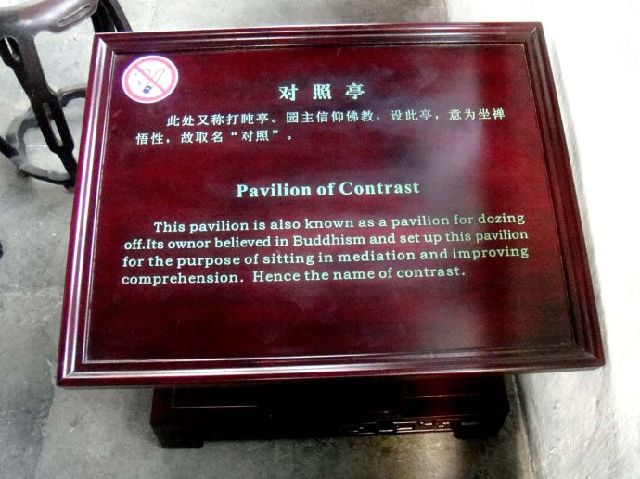 对照亭
此处又称打盹亭、园主信仰佛教，设此亭，意为坐禅
悟性，故取名“对照”。
Pavilion of Contrast
This pavilion is also known as a pavilion for dozing
off.Its ownor believed in Buddhism and set up this pavilion
for the purpose of sitting in mediation and improving
comprehension. Hence the name of contrast.